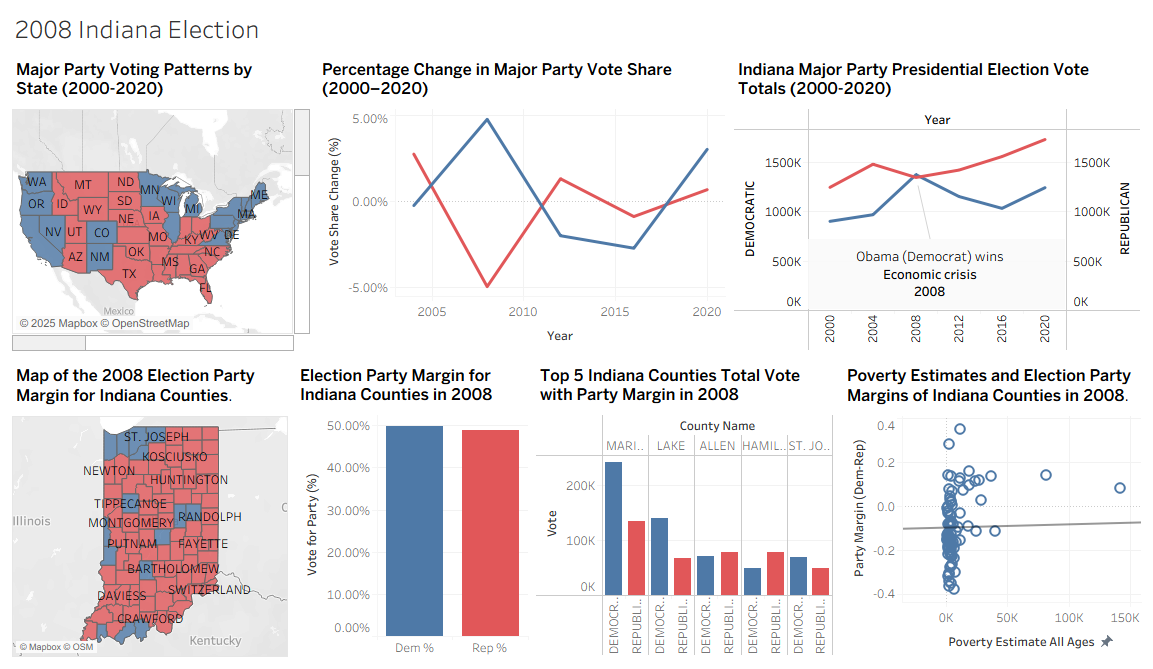 2008 Indiana Election
Major Party Voting Patterns by
State (2000-2020)
WA
MT
ND
MN
ME
OR
ID
SD
WI
MI
WY
NE
IA
MA
NV
UT
CO
MO
KY
WV
DE
AZ
NM
OK
MS
NC
TX
GA
FL
Mexico
© 2025 Mapbox © OpenStreetMap
Percentage Change in Major Party Vote Share
(2000–2020)
Vote Share Change (%)
5.00%
0.00%
-5.00%
2005
2010
2015
2020
Year
Indiana Major Party Presidential Election Vote
Totals (2000-2020)
Year
DEMOCRATIC
1500K
1000K
500K
0K
Obama (Democrat) wins
Economic crisis
2008
1500K
1000K
500K
0K
REPUBLICAN
2000
2004
2008
2012
2016
2020
Map of the 2008 Election Party
Margin for Indiana Counties.
ST. JOSEPH
KOSCIUSKO
NEWTON
HUNTINGTON
TIPPECANOE
MONTGOMERY
RANDOLPH
Illinois
PUTNAM
FAYETTE
BARTHOLOMEW
DAVIESS
SWITZERLAND
CRAWFORD
Kentucky
© Mapbox © OSM
Election Party Margin for
Indiana Counties in 2008
Vote for Party (%)
50.00%
40.00%
30.00%
20.00%
10.00%
0.00%
Dem %
Rep %
Top 5 Indiana Counties Total Vote
with Party Margin in 2008
County Name
MARI..
LAKE
ALLEN
HAMIL..
ST. JO..
Vote
200K
100K
0K
DEMOCR..
REPUBLI..
DEMOCR..
REPUBLI..
DEMOCR..
REPUBLI..
DEMOCR..
REPUBLI..
DEMOCR..
REPUBLI..
Poverty Estimates and Election Party
Margins of Indiana Counties in 2008.
Party Margin (Dem-Rep)
0.4
0.2
0.0
-0.2
-0.4
0K
50K
100K
150K
Poverty Estimate All Ages